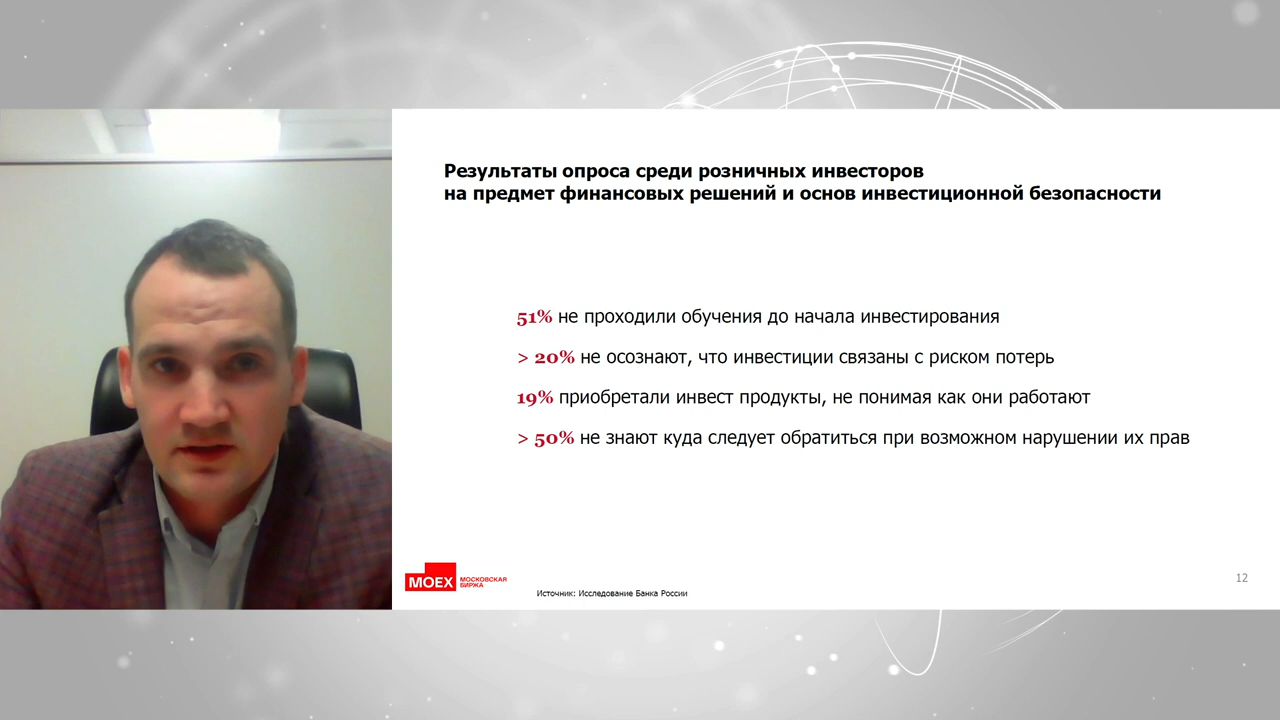 Результаты опроса среди розничных инвесторов
на предмет финансовых решений и основ инвестиционной безопасности
51% не проходили обучения до начала инвестирования
> 20% не осознают, что инвестиции связаны с риском потерь
19% приобретали инвест продукты, не понимая как они работают
> 50% не знают куда следует обратиться при возможном нарушении их прав
MOEX
МОСКОВСКАЯ
БИРЖА
Источник: Исследование Банка России
12